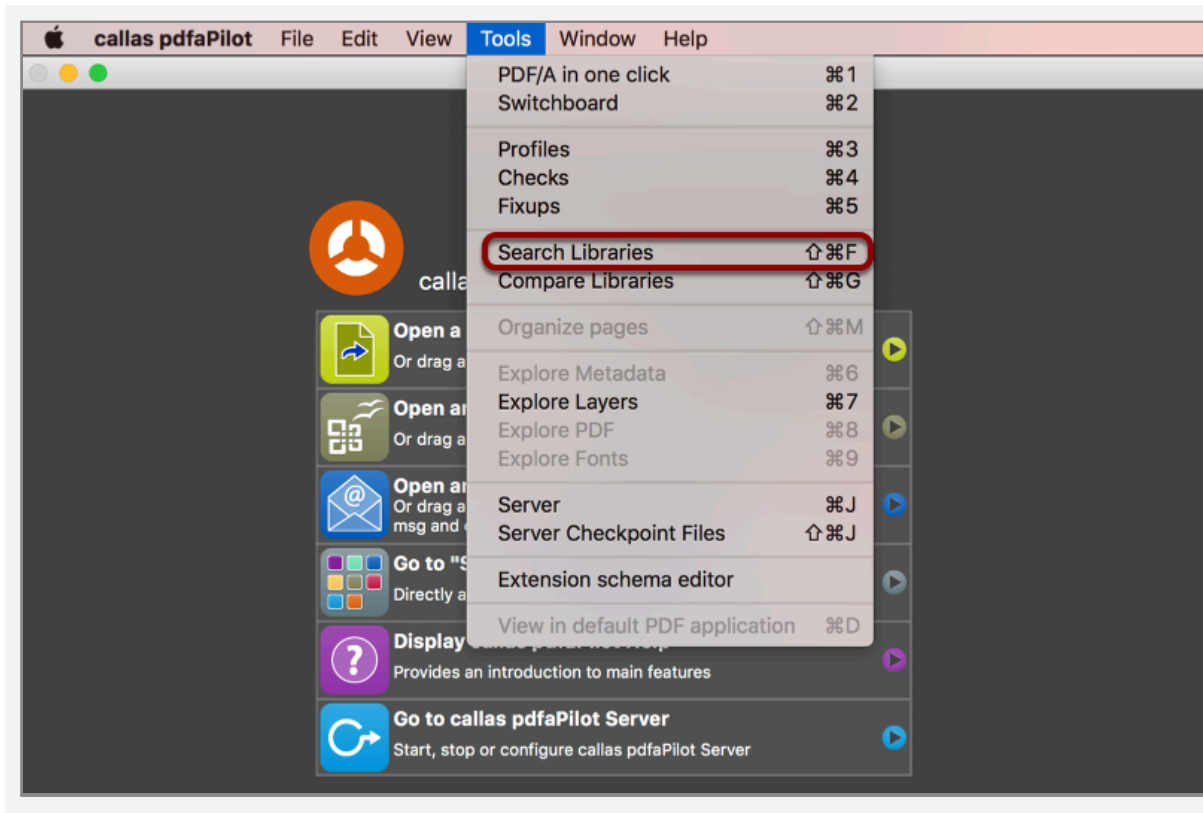 callas pdfaPilot File Edit View Tools Window Help
PDF/A in one click ⌘1
Switchboard ⌘2
Profiles ⌘3
Checks ⌘4
Fixups ⌘5
Search Libraries ⇧⌘F
Compare Libraries ⇧⌘G
Organize pages ⇧⌘M
Explore Metadata ⌘6
Explore Layers ⌘7
Explore PDF ⌘8
Explore Fonts ⌘9
Server ⌘J
Server Checkpoint Files ⇧⌘J
Extension schema editor
View in default PDF application ⌘D
Open a
Or drag a
Open
Or drag a
@
Open
Or drag a
msg and
Go to "S
Directly a
?
Display
Provides an introduction to main features
Go to callas pdfaPilot Server
Start, stop or configure callas pdfaPilot Server